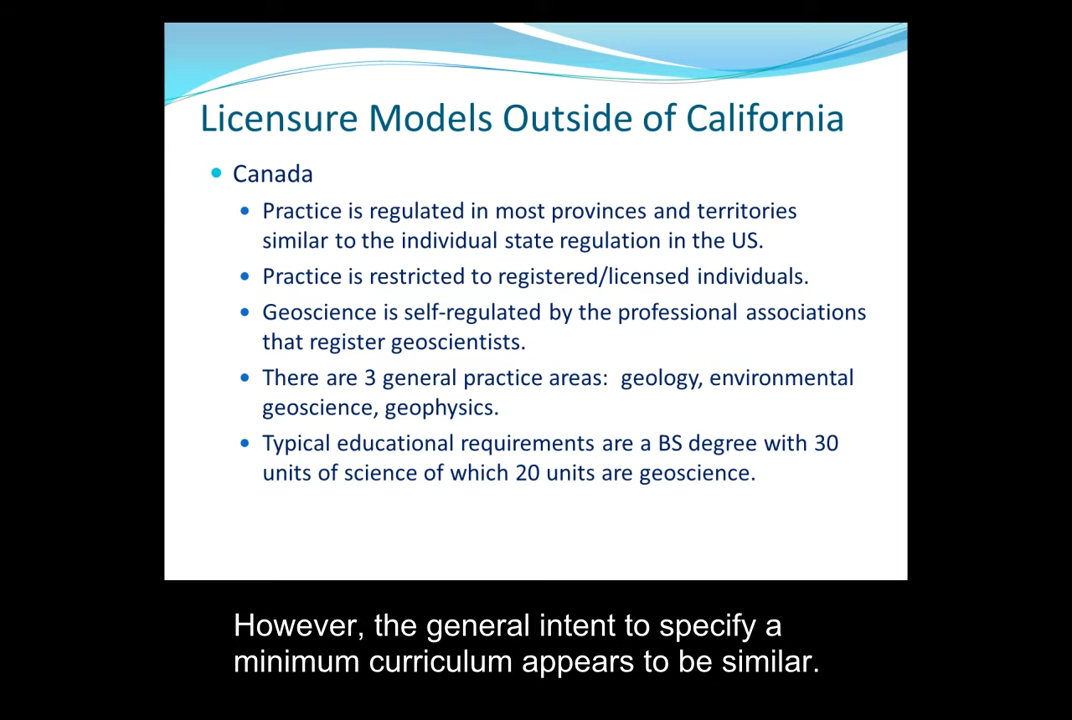 Licensure Models Outside of California
• Canada
• Practice is regulated in most provinces and territories
similar to the individual state regulation in the US.
• Practice is restricted to registered/licensed individuals.
• Geoscience is self-regulated by the professional associations
that register geoscientists.
• There are 3 general practice areas:  geology, environmental
geoscience, geophysics.
• Typical educational requirements are a BS degree with 30
units of science of which 20 units are geoscience.
However, the general intent to specify a
minimum curriculum appears to be similar.